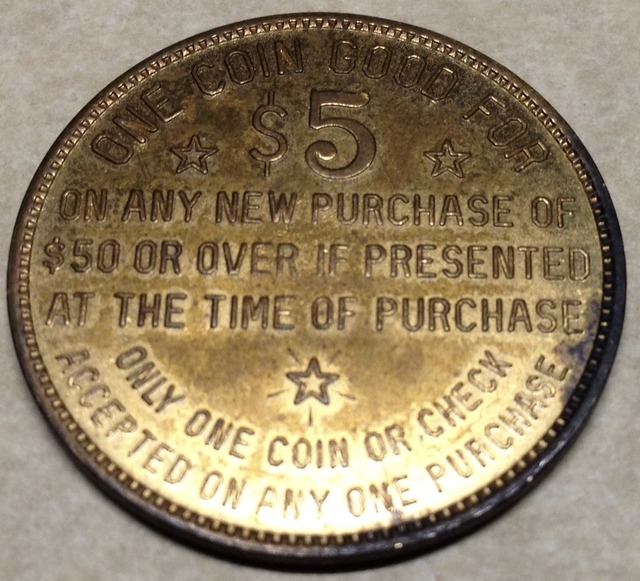 ONE COIN GOOD FOR
$5
ON ANY NEW PURCHASE OF
$50 OR OVER IF PRESENTED
AT THE TIME OF PURCHASE
ONLY ONE COIN OR CHECK
ACCEPTED ON ANY ONE PURCHASE